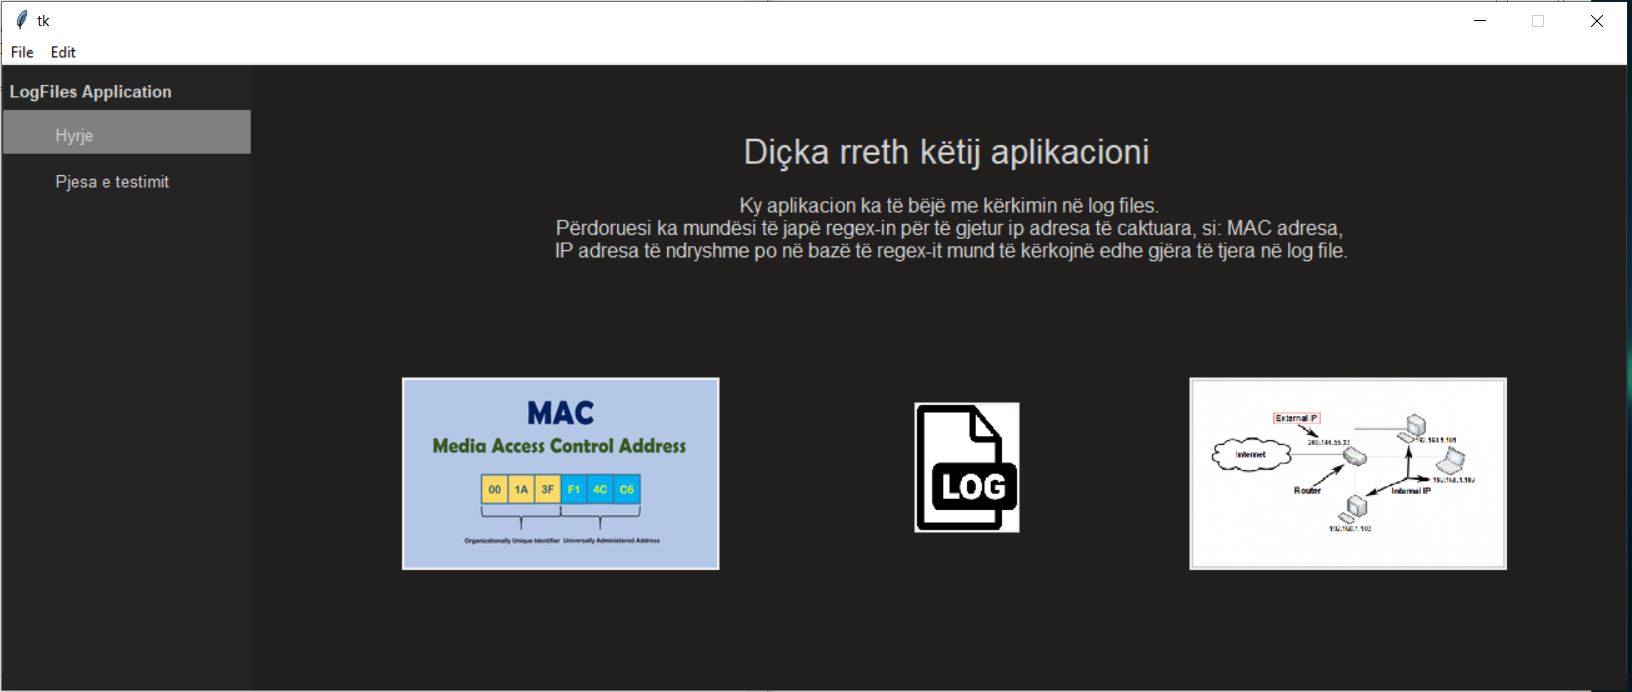 tk
File Edit
LogFiles Application
Hyrje
Pjesa e testimit
Diçka rreth këtij aplikacioni
Ky aplikacion ka të bëjë me kërkimin në log files.
Përdoruesi ka mundësi të japë regex-in për të gjetur ip adresa të caktuara, si: MAC adresa,
IP adresa të ndryshme po në bazë të regex-it mund të kërkojnë edhe gjëra të tjera në log file.
MAC
Media Access Control Address
00 1A 3F F1 4C C6
Organizationally Unique Identifier Universally Administered Address
LOG
External IP
Internet
Router
Internal IP
192.168.1.103